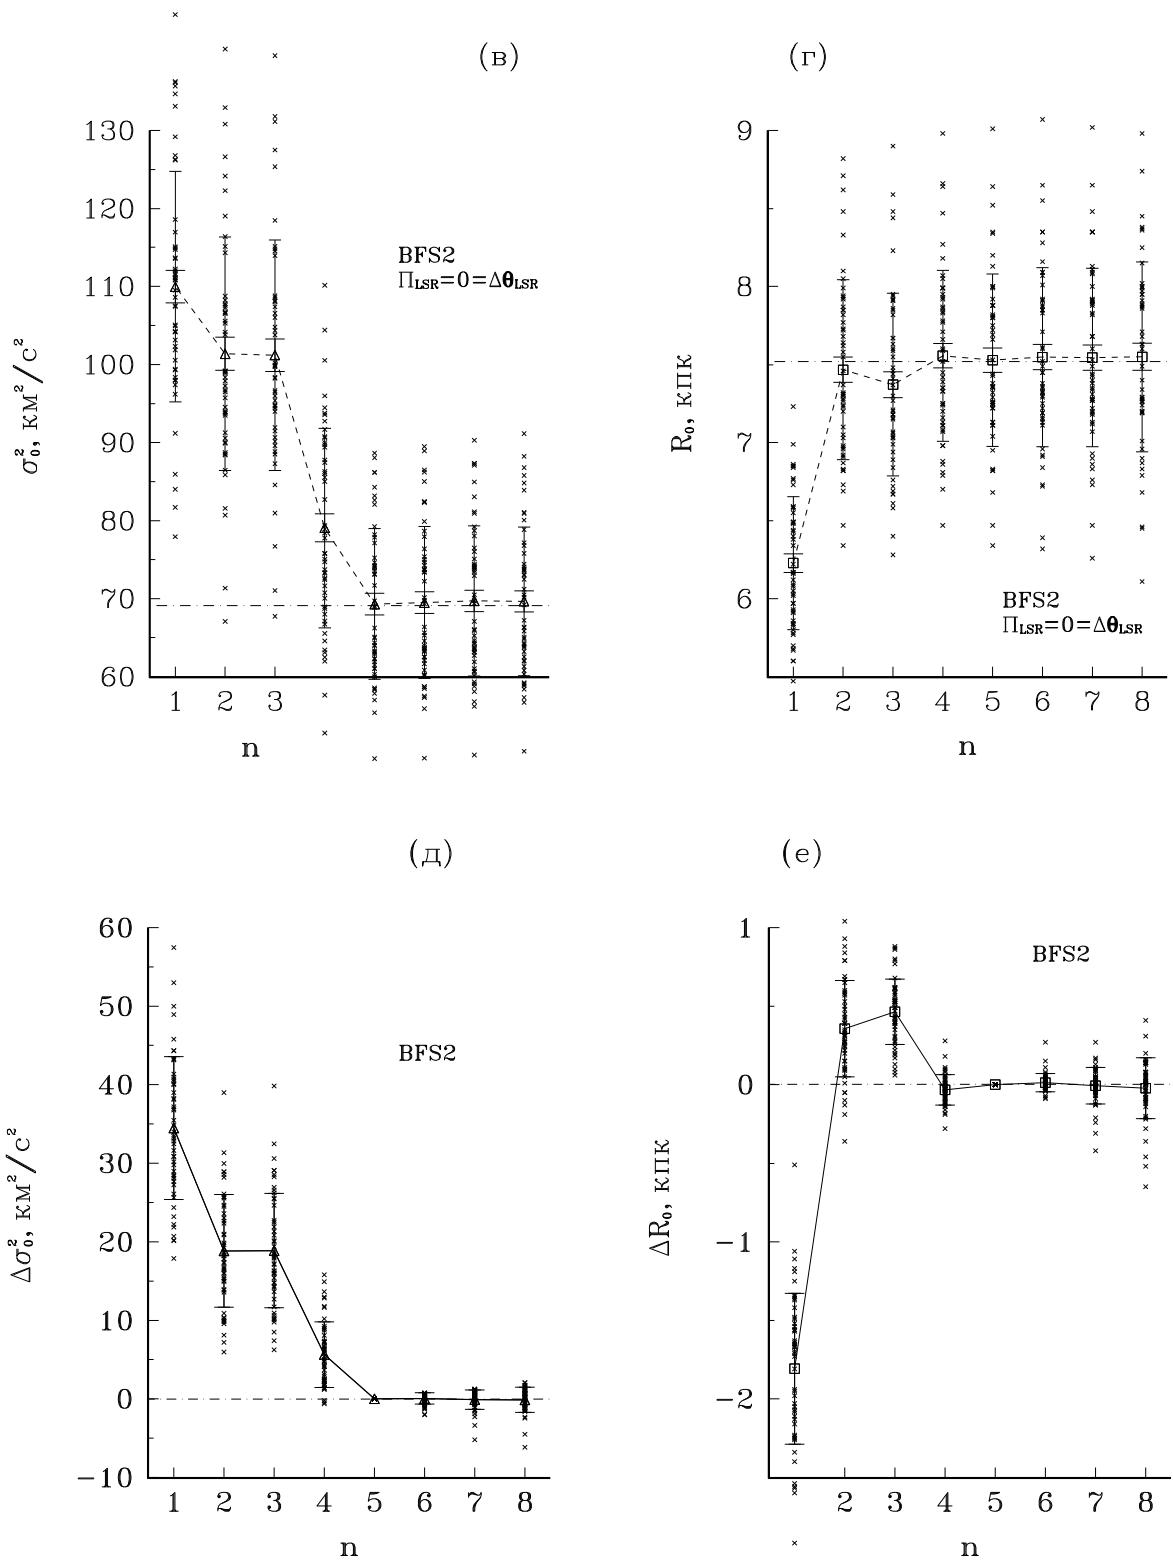 (в)
130
120
110
100
90
80
70
60
σ₀², км²/с²
BFS2
Π_LSR=0=Δθ_LSR
1 2 3
n
(г)
9
8
7
6
R₀, кпк
BFS2
Π_LSR=0=Δθ_LSR
1 2 3 4 5 6 7 8
n
(д)
60
50
40
30
20
10
0
−10
Δσ₀², км²/с²
BFS2
1 2 3 4 5 6 7 8
n
(е)
1
0
−1
−2
ΔR₀, кпк
BFS2
2 3 4 5 6 7 8
n